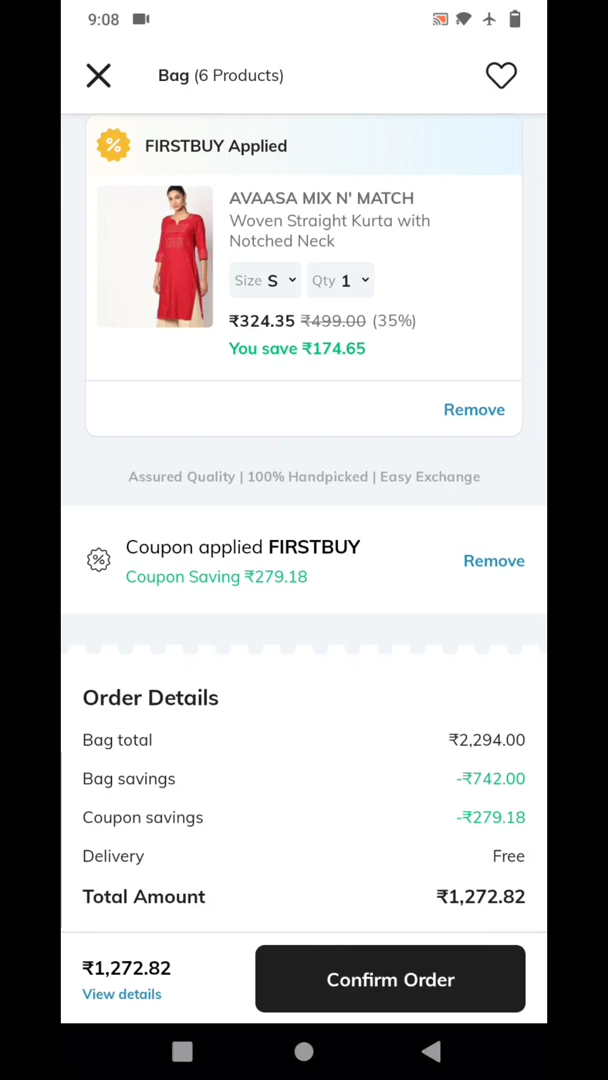 9:08
Bag (6 Products)
FIRSTBUY Applied
AVAASA MIX N' MATCH
Woven Straight Kurta with
Notched Neck
Size S Qty 1
₹324.35 ₹499.00 (35%)
You save ₹174.65
Remove
Assured Quality | 100% Handpicked | Easy Exchange
Coupon applied FIRSTBUY
Coupon Saving ₹279.18
Remove
Order Details
Bag total ₹2,294.00
Bag savings -₹742.00
Coupon savings -₹279.18
Delivery Free
Total Amount ₹1,272.82
₹1,272.82
View details
Confirm Order